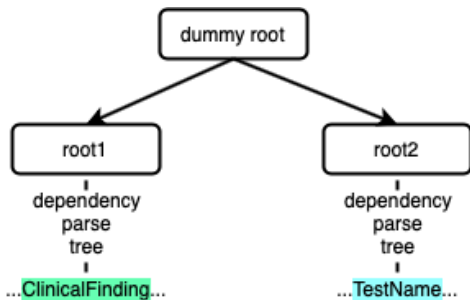 dummy root
root1
root2
dependency
parse
tree
dependency
parse
tree
...ClinicalFinding...
...TestName...